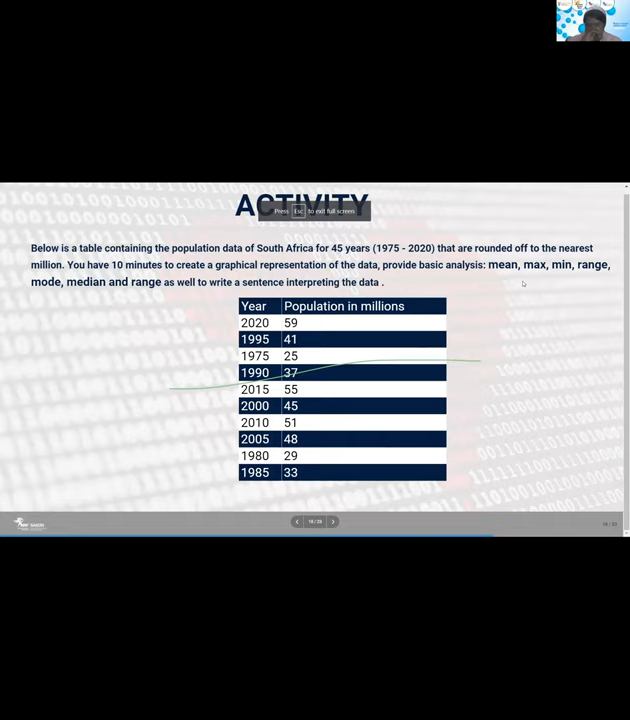 ACTIVITY
Press Esc to exit full screen
Below is a table containing the population data of South Africa for 45 years (1975 - 2020) that are rounded off to the nearest
million. You have 10 minutes to create a graphical representation of the data, provide basic analysis: mean, max, min, range,
mode, median and range as well to write a sentence interpreting the data .
Year Population in millions
2020 59
1995 41
1975 25
1990 37
2015 55
2000 45
2010 51
2005 48
1980 29
1985 33